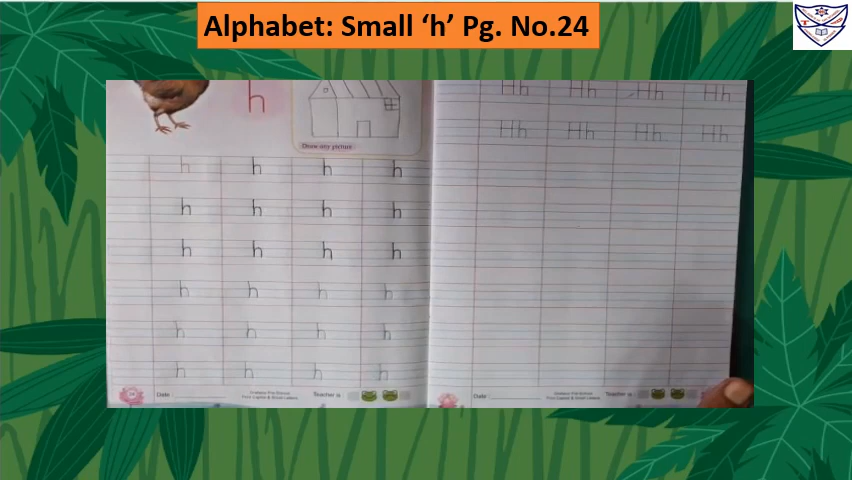 Alphabet: Small ‘h’ Pg. No.24
h
Draw any picture
h h h h
h h h h
h h h h
h h h h
h h h h
h h h h
24
Date
Teacher is
Hh Hh Hh Hh
Hh Hh Hh Hh
Date
Teacher is